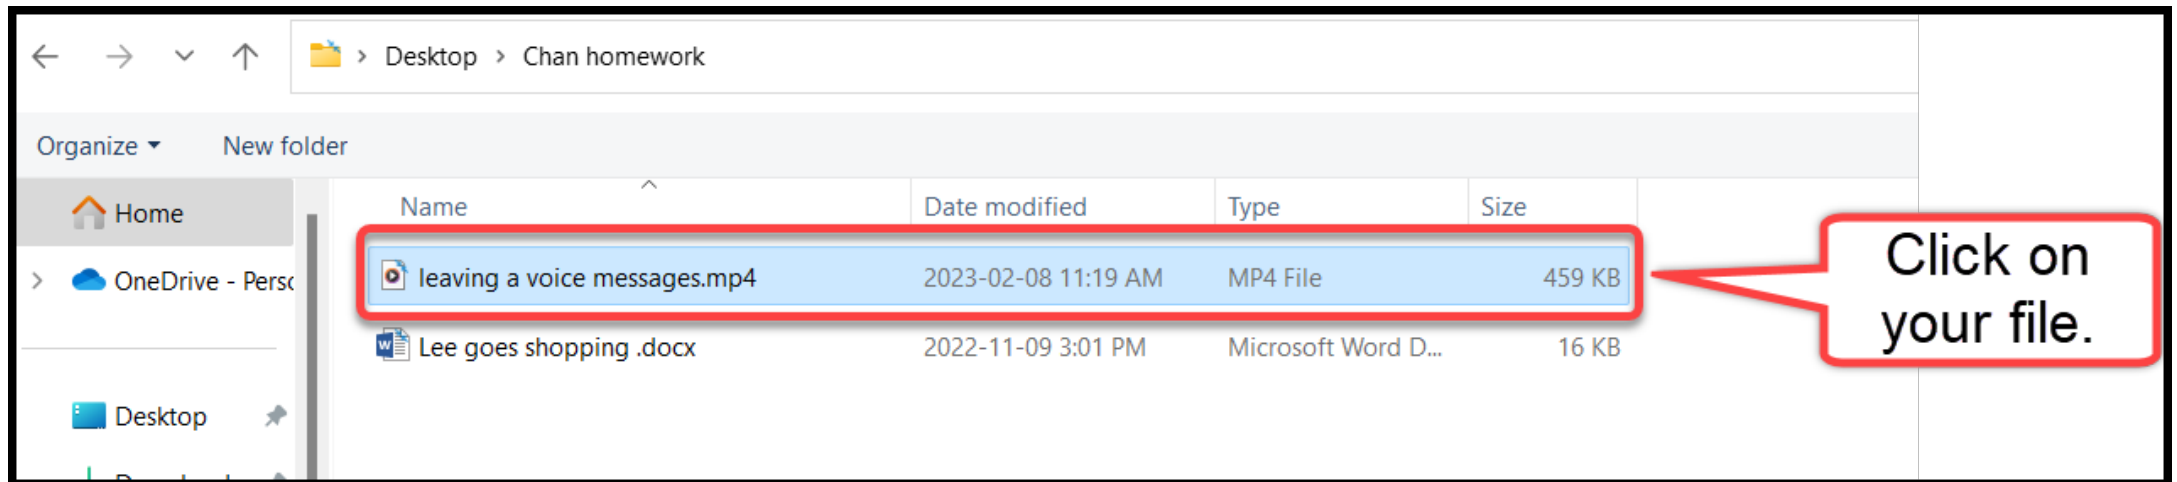 Desktop > Chan homework
Organize New folder
Name Date modified Type Size
Home
leaving a voice messages.mp4 2023-02-08 11:19 AM MP4 File 459 KB
Click on
your file.
OneDrive - Perso
Lee goes shopping .docx 2022-11-09 3:01 PM Microsoft Word D... 16 KB
Desktop